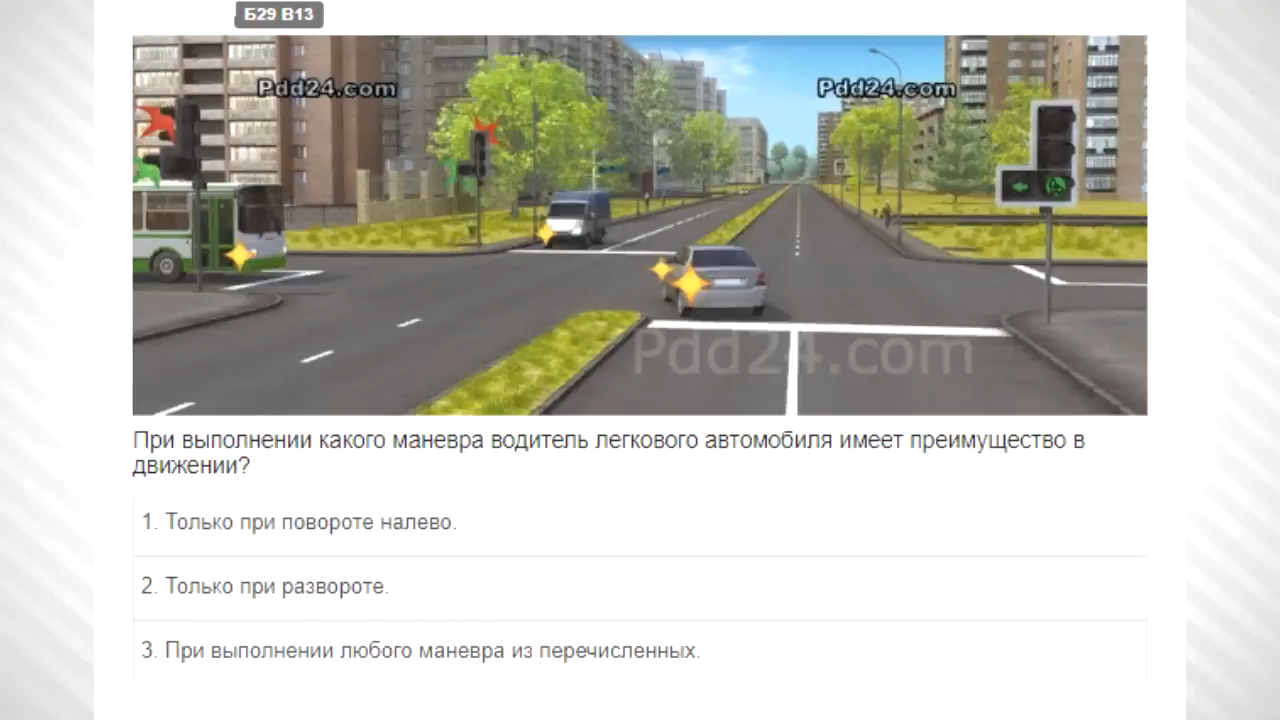 Б29 В13
Pdd24.com
Pdd24.com
Pdd24.com
При выполнении какого маневра водитель легкового автомобиля имеет преимущество в
движении?
1. Только при повороте налево.
2. Только при развороте.
3. При выполнении любого маневра из перечисленных.